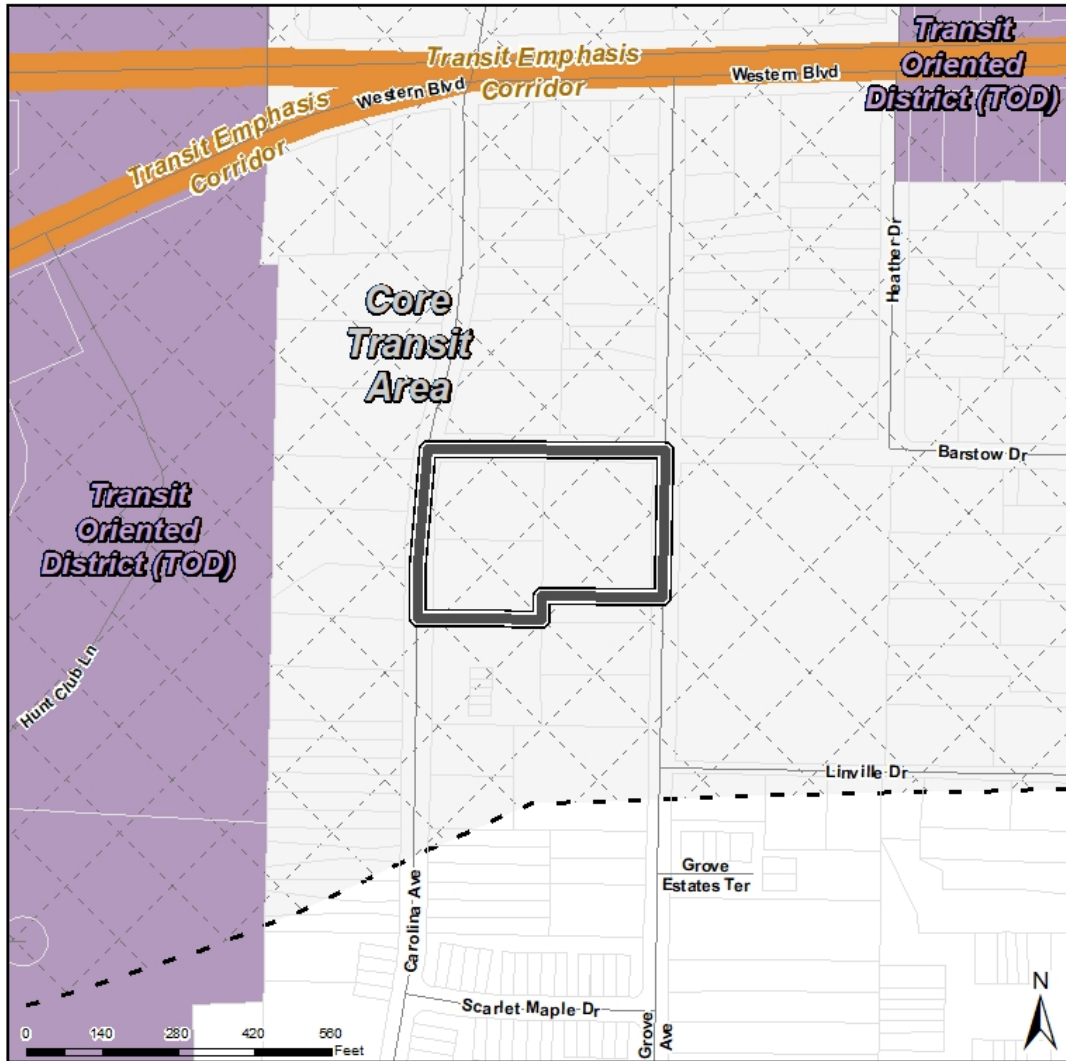 Transit
Oriented
District (TOD)
Transit Emphasis
Corridor
Western Blvd
Western Blvd
Transit Emphasis
Corridor
Heather Dr
Core
Transit
Area
Barstow Dr
Transit
Oriented
District (TOD)
Hunt Club Ln
Linville Dr
Grove
Estates Ter
Carolina Ave
Scarlet Maple Dr
Grove
Ave
N
0 140 280 420 560
Feet